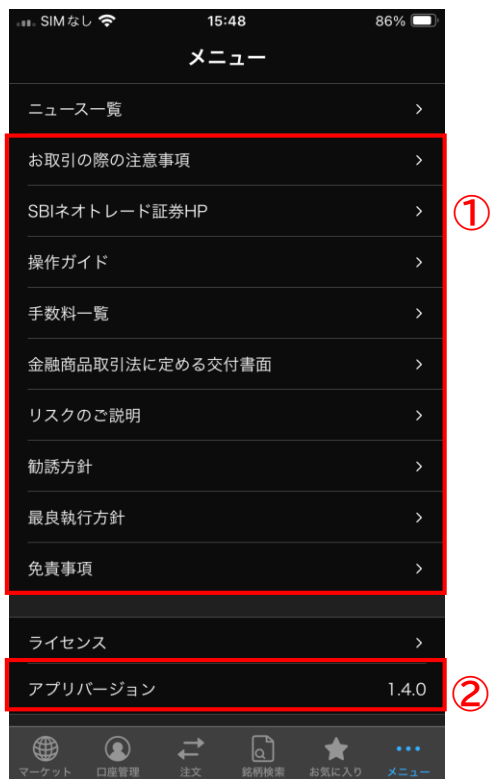 SIMなし 15:48 86%
メニュー
ニュース一覧
お取引の際の注意事項
①
SBIネオトレード証券HP
操作ガイド
手数料一覧
金融商品取引法に定める交付書面
リスクのご説明
勧誘方針
最良執行方針
免責事項
ライセンス
アプリバージョン 1.4.0
②
マーケット 口座管理 注文 銘柄検索 お気に入り メニュー